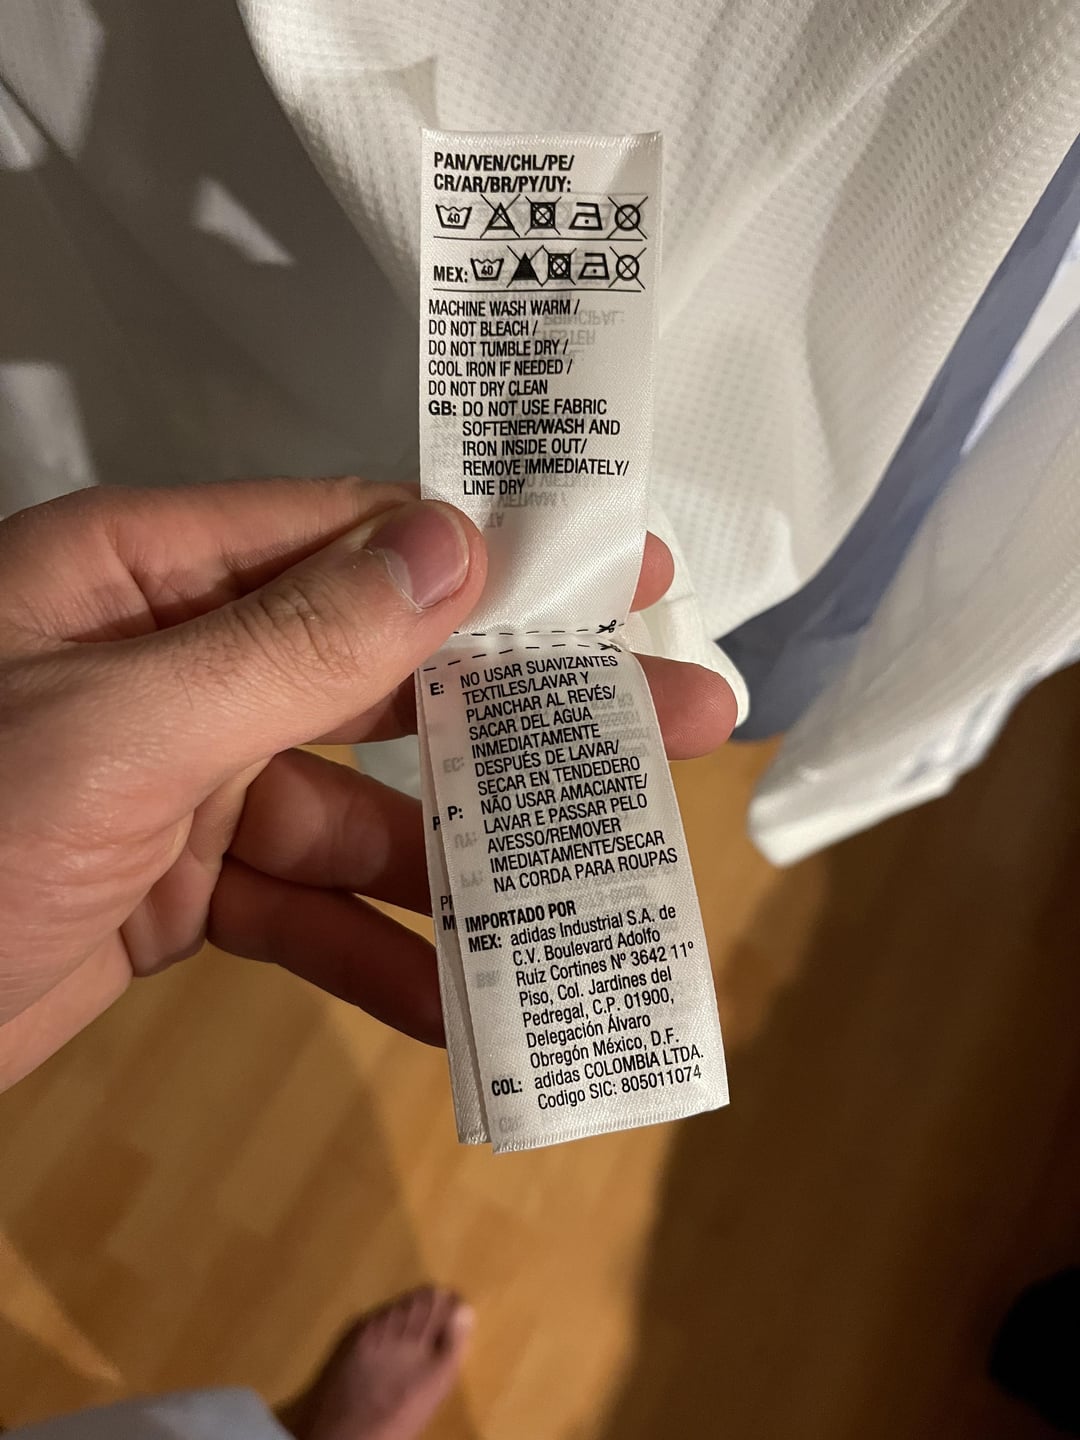 PAN/VEN/CHL/PE/
CR/AR/BR/PY/UY:
40
MEX: 40
MACHINE WASH WARM /
DO NOT BLEACH /
DO NOT TUMBLE DRY /
COOL IRON IF NEEDED /
DO NOT DRY CLEAN
GB: DO NOT USE FABRIC
SOFTENER/WASH AND
IRON INSIDE OUT/
REMOVE IMMEDIATELY/
LINE DRY
E: NO USAR SUAVIZANTES
TEXTILES/LAVAR Y
PLANCHAR AL REVÉS/
SACAR DEL AGUA
INMEDIATAMENTE
DESPUÉS DE LAVAR/
SECAR EN TENDEDERO
P: NÃO USAR AMACIANTE/
LAVAR E PASSAR PELO
AVESSO/REMOVER
IMEDIATAMENTE/SECAR
NA CORDA PARA ROUPAS
IMPORTADO POR
MEX: adidas Industrial S.A. de
C.V. Boulevard Adolfo
Ruiz Cortines Nº 3642 11º
Piso, Col. Jardines del
Pedregal, C.P. 01900,
Delegación Álvaro
Obregón México, D.F.
COL: adidas COLOMBIA LTDA.
Codigo SIC: 805011074